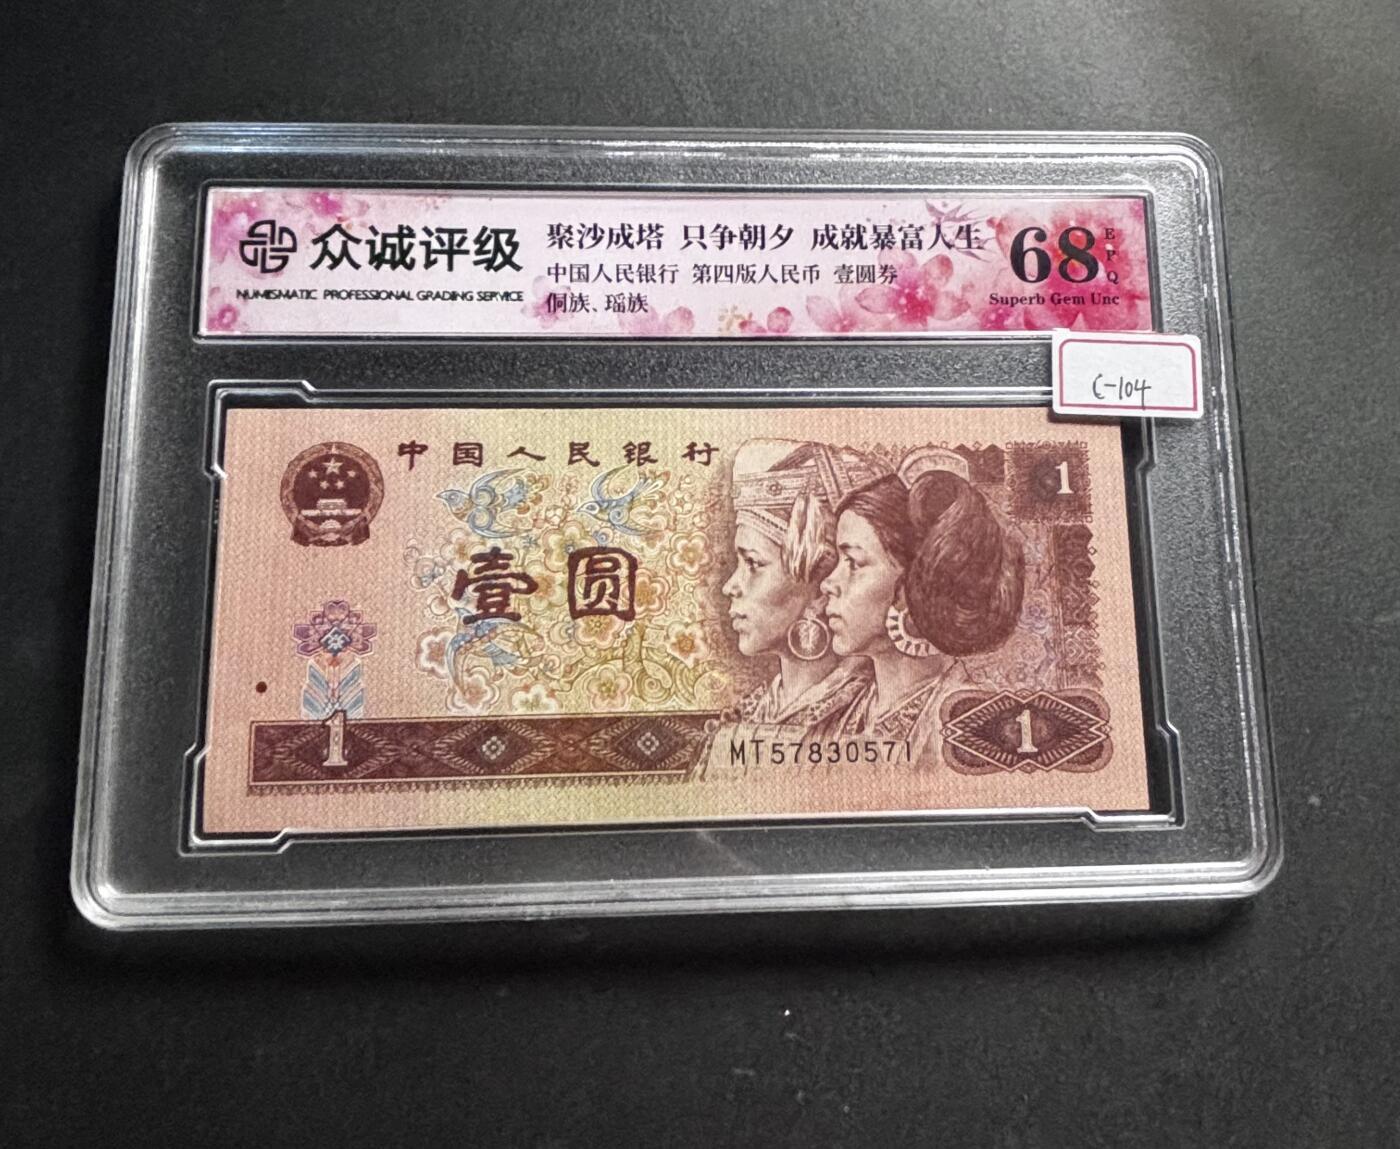 众诚评级
NUMISMATIC PROFESSIONAL GRADING SERVICE
聚沙成塔 只争朝夕 成就暴富人生
中国人民银行 第四版人民币 壹圆券
侗族、瑶族
68 EPQ
Superb Gem Unc
C-104
中国人民银行
1
壹圆
1
MT57830571
1